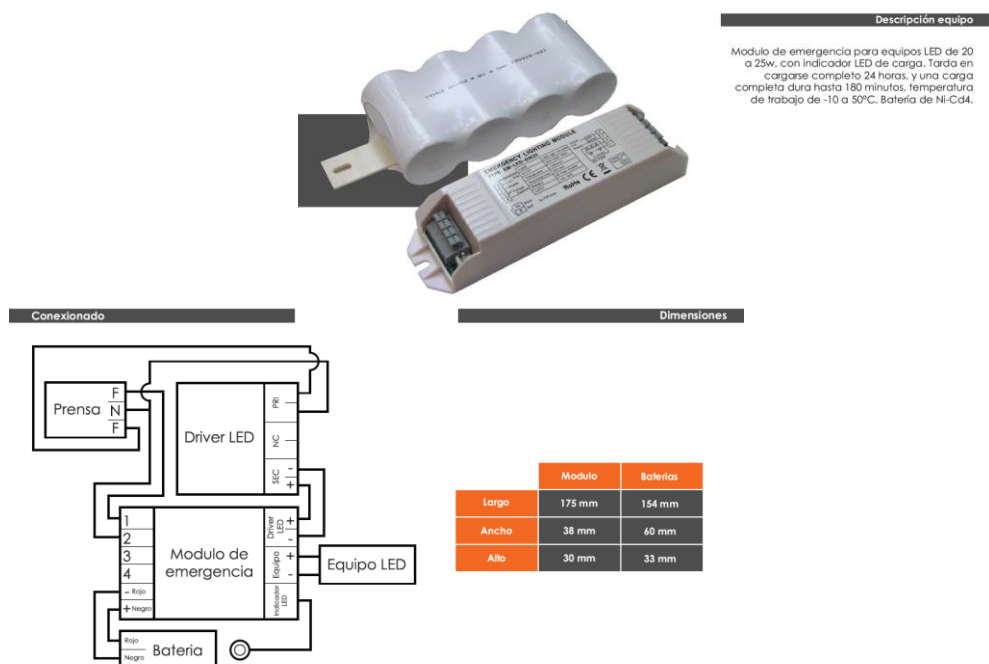 Descripción equipo
Modulo de emergencia para equipos LED de 20
a 25w, con indicador LED de carga. Tarda en
cargarse completo 24 horas, y una carga
completa dura hasta 180 minutos, temperatura
de trabajo de -10 a 50°C. Batería de Ni-Cd4.
EMERGENCY LIGHTING MODULE
RoHS CE
Conexionado
Prensa
F
N
F
Driver LED
PRI
NC
SEC
-
+
1
2
3
4
- Rojo
+ Negro
Modulo de
emergencia
Driver
LED
+
-
Equipo
+
-
Indicador
LED
Equipo LED
Rojo
Negro
Bateria
Dimensiones
Modulo Baterias
Largo 175 mm 154 mm
Ancho 38 mm 60 mm
Alto 30 mm 33 mm